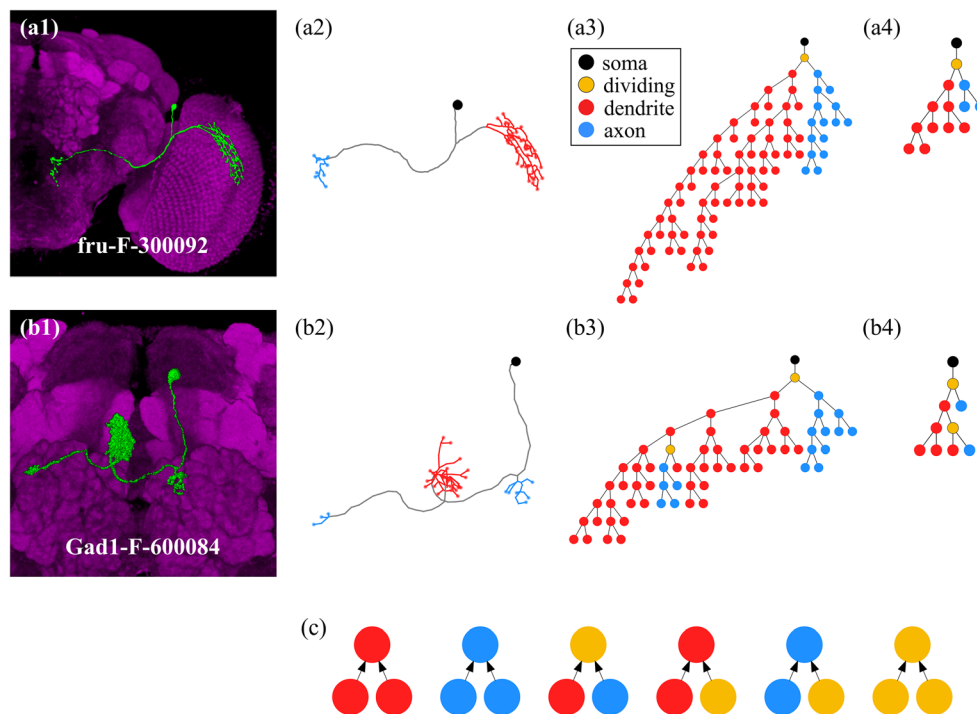 (a1)
(a2)
(a3)
(a4)
soma
dividing
dendrite
axon
fru-F-300092
(b1)
(b2)
(b3)
(b4)
Gad1-F-600084
(c)